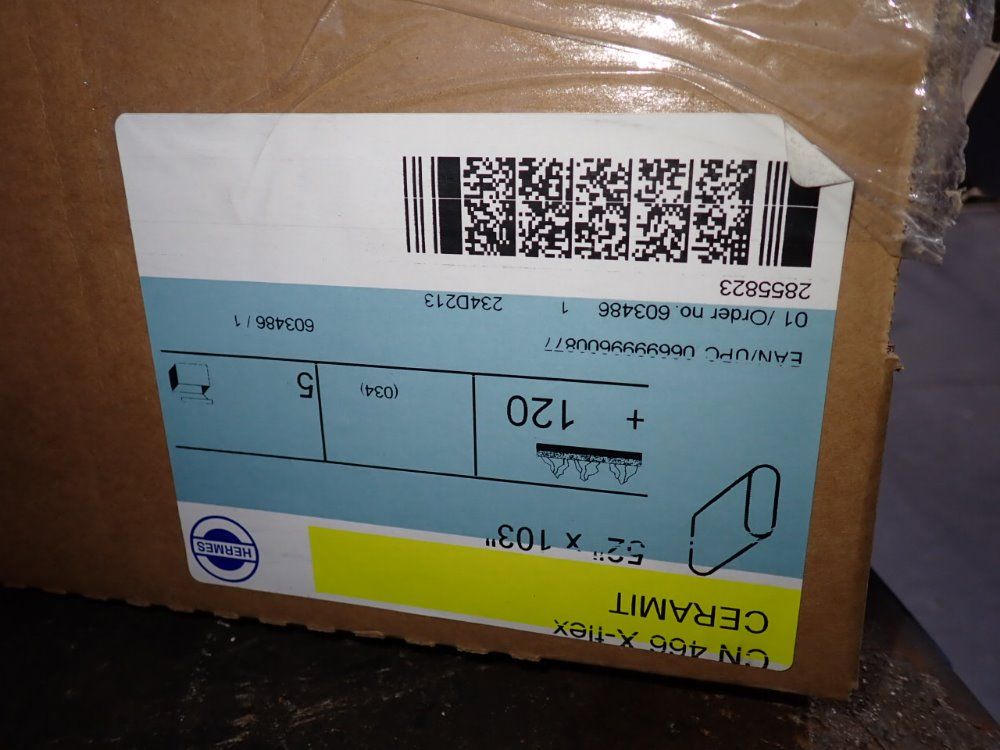 CN 466 X-flex
CERAMIT
52" x 103"
HERMES
+ 120
(034)
5
EAN/UPC 066999600877
01 /Order no. 603486 1
234D213
603486 / 1
2855823